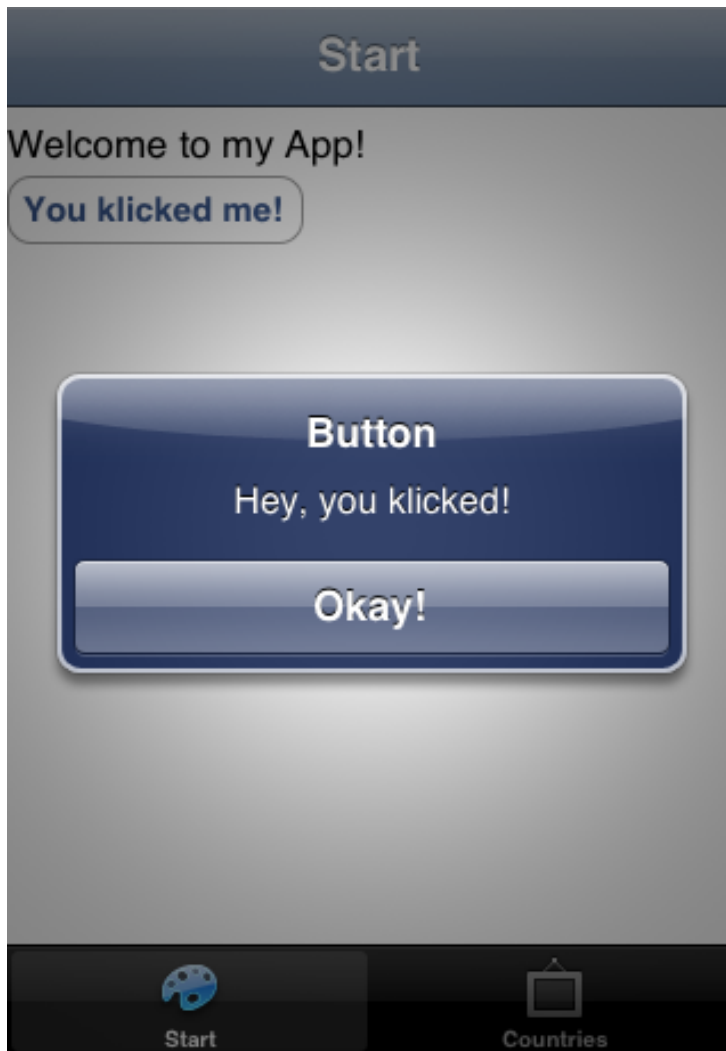 Start
Welcome to my App!
You klicked me!
Button
Hey, you klicked!
Okay!
Start
Countries